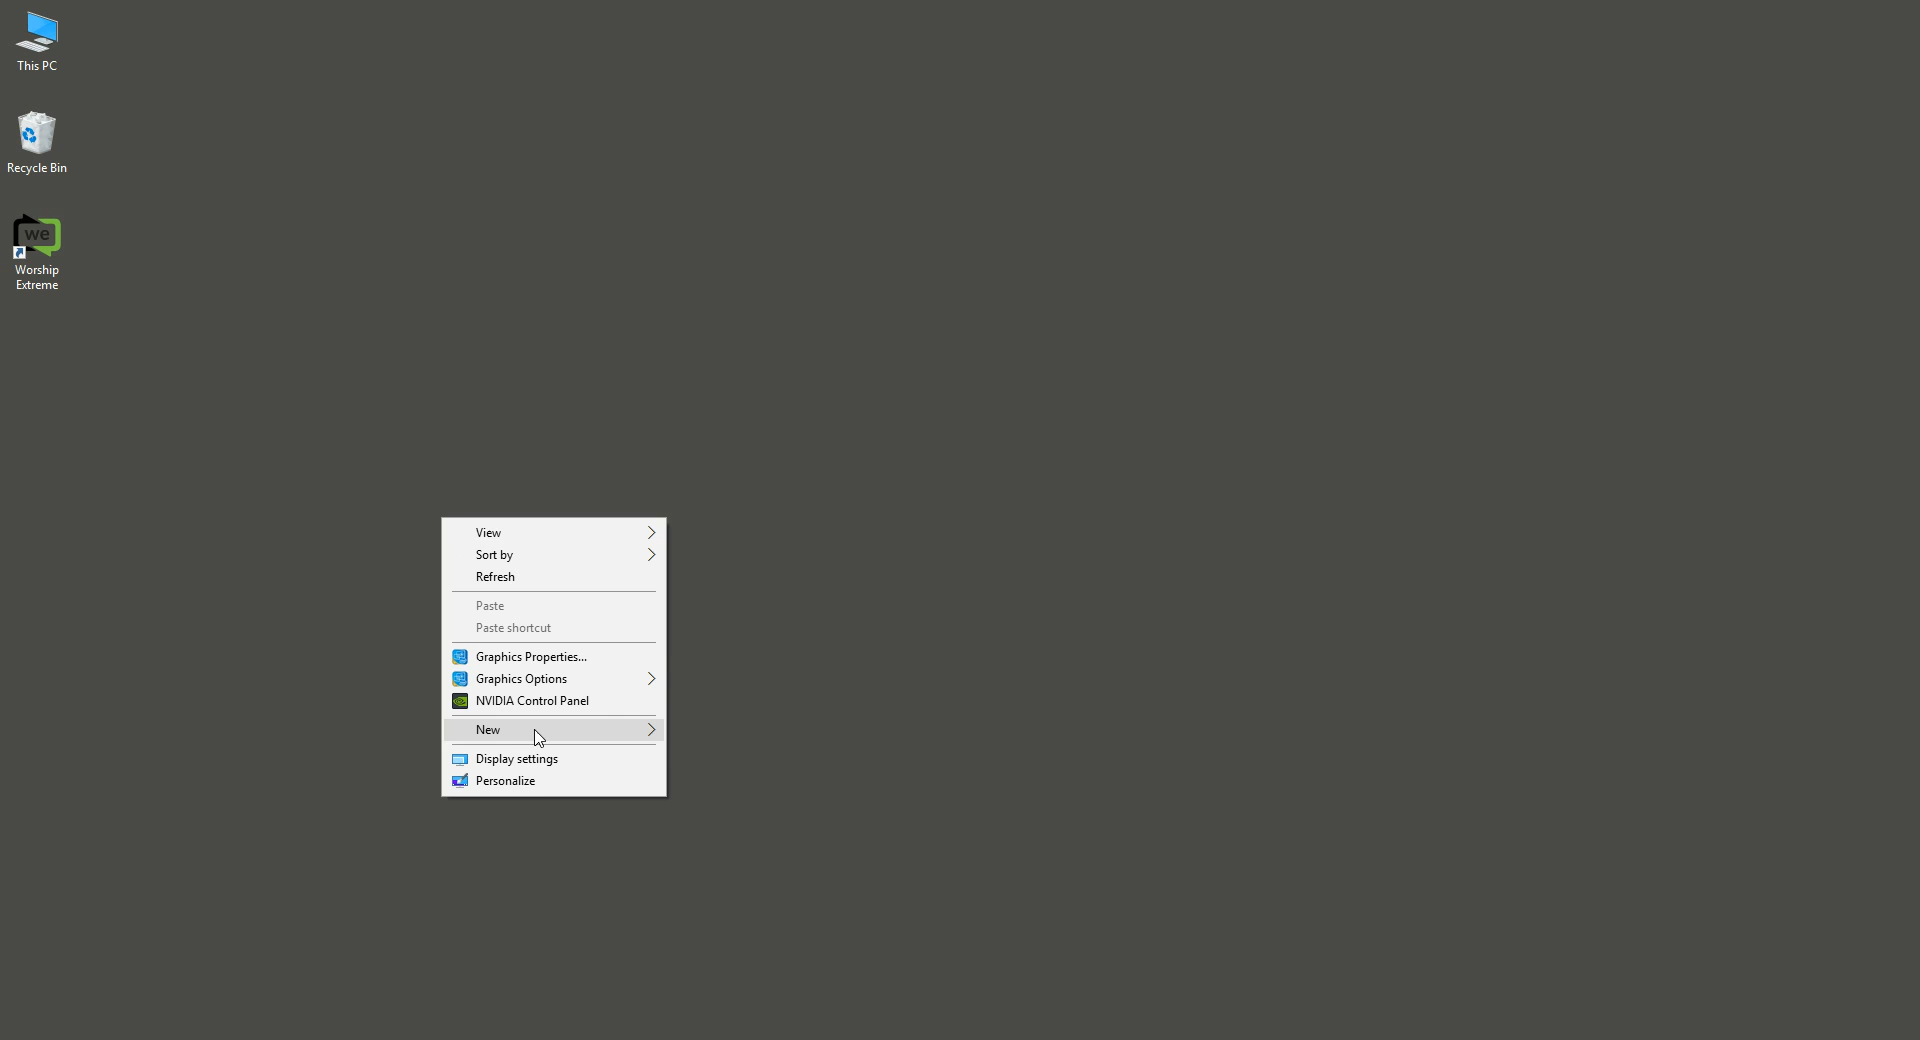 This PC
Recycle Bin
we
Worship
Extreme
View
Sort by
Refresh
Paste
Paste shortcut
Graphics Properties...
Graphics Options
NVIDIA Control Panel
New
Display settings
Personalize